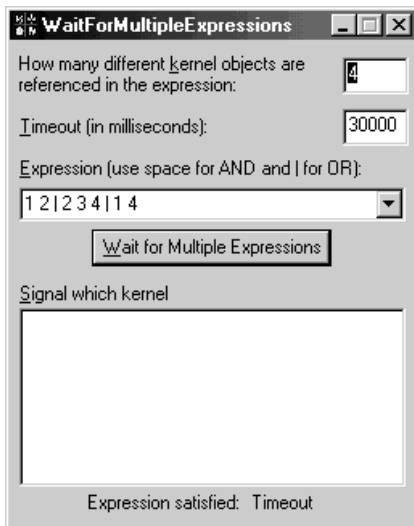 WaitForMultipleExpressions
How many different kernel objects are
referenced in the expression:
4
Timeout (in milliseconds):
30000
Expression (use space for AND and | for OR):
1 2 | 2 3 4 | 1 4
Wait for Multiple Expressions
Signal which kernel
Expression satisfied: Timeout